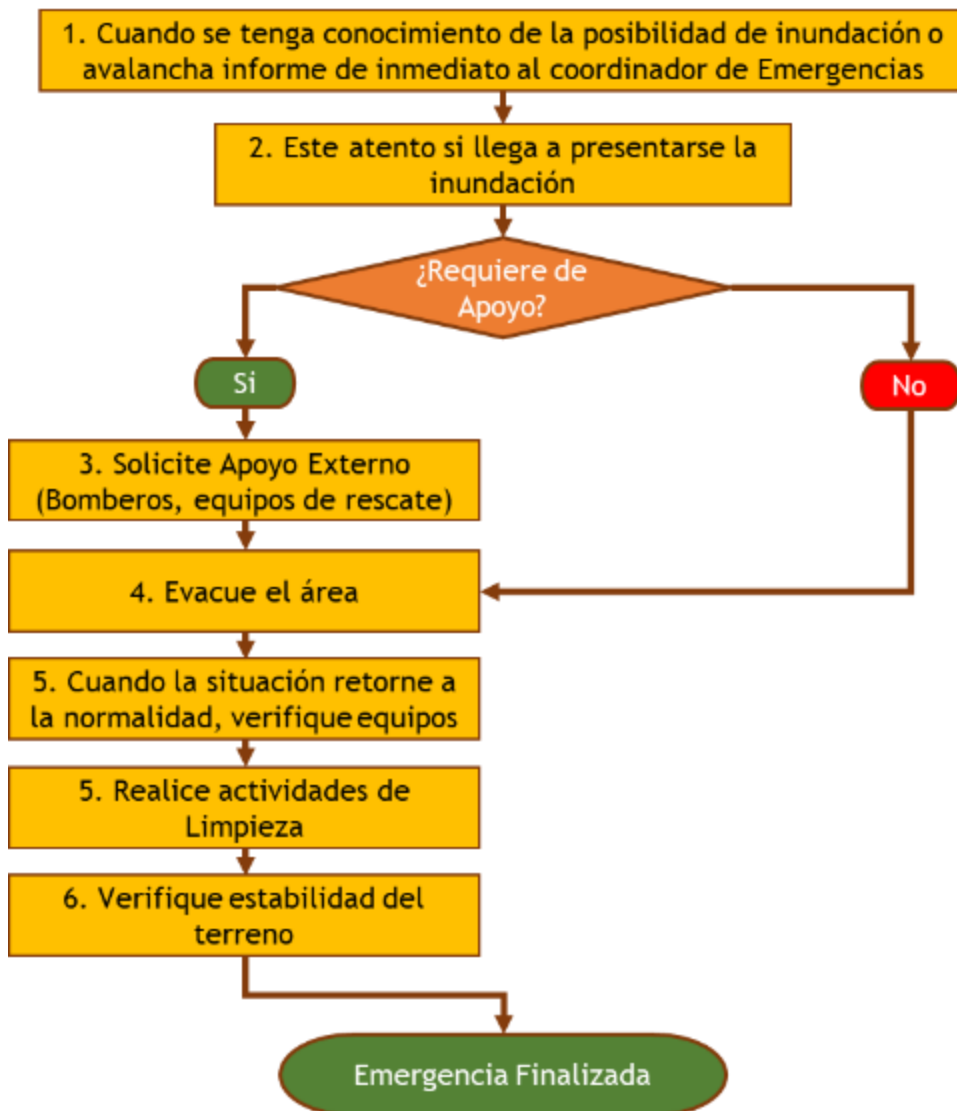 1. Cuando se tenga conocimiento de la posibilidad de inundación o
avalancha informe de inmediato al coordinador de Emergencias
2. Este atento si llega a presentarse la
inundación
¿Requiere de
Apoyo?
Si
No
3. Solicite Apoyo Externo
(Bomberos, equipos de rescate)
4. Evacue el área
5. Cuando la situación retorne a
la normalidad, verifique equipos
5. Realice actividades de
Limpieza
6. Verifique estabilidad del
terreno
Emergencia Finalizada